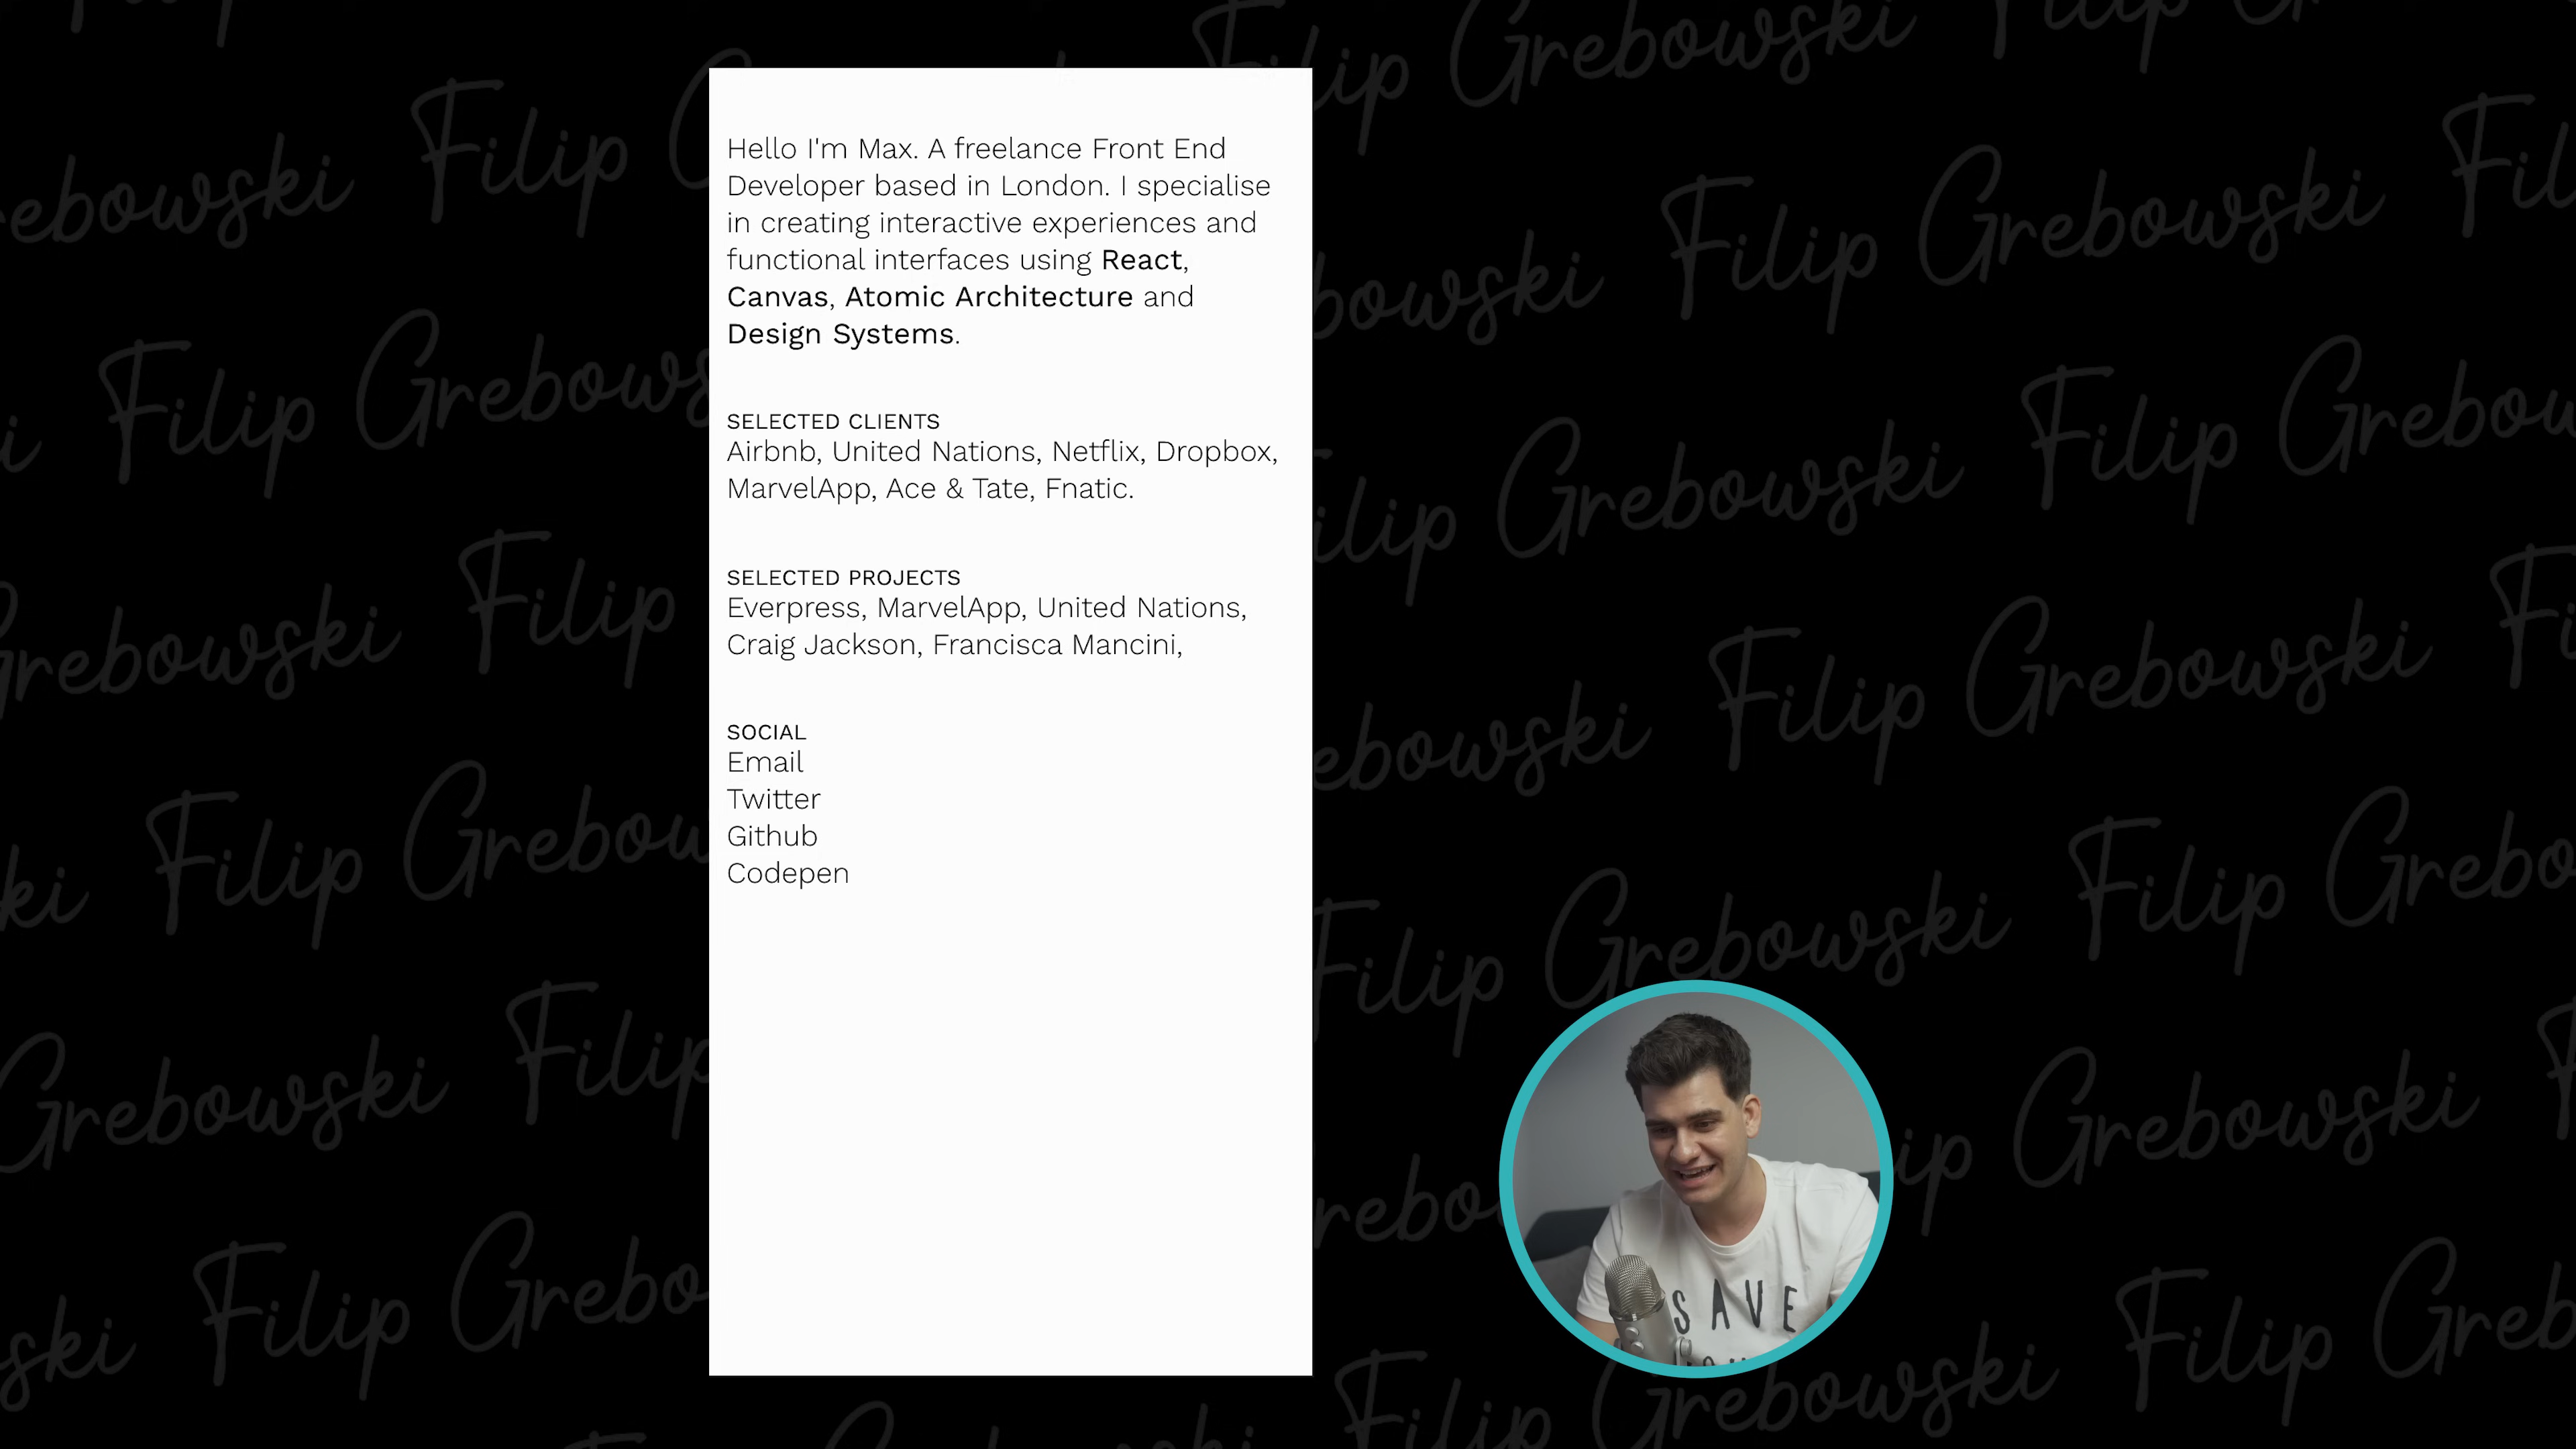 Hello I'm Max. A freelance Front End
Developer based in London. I specialise
in creating interactive experiences and
functional interfaces using React,
Canvas, Atomic Architecture and
Design Systems.
SELECTED CLIENTS
Airbnb, United Nations, Netflix, Dropbox,
MarvelApp, Ace & Tate, Fnatic.
SELECTED PROJECTS
Everpress, MarvelApp, United Nations,
Craig Jackson, Francisca Mancini,
SOCIAL
Email
Twitter
Github
Codepen
Filip Grebowski
SAVE